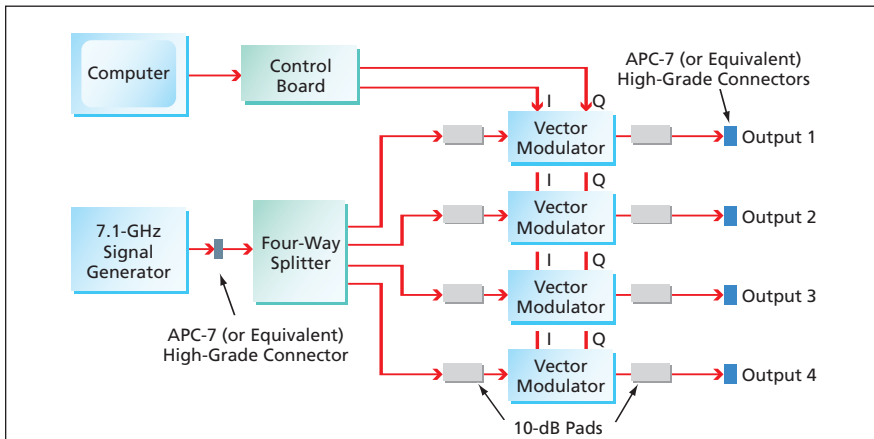 Computer
Control
Board
APC-7 (or Equivalent)
High-Grade Connectors
I
Q
Vector
Modulator
Output 1
I
Q
7.1-GHz
Signal
Generator
Four-Way
Splitter
Vector
Modulator
Output 2
I
Q
Vector
Modulator
Output 3
APC-7 (or Equivalent)
High-Grade Connector
I
Q
Vector
Modulator
Output 4
10-dB Pads